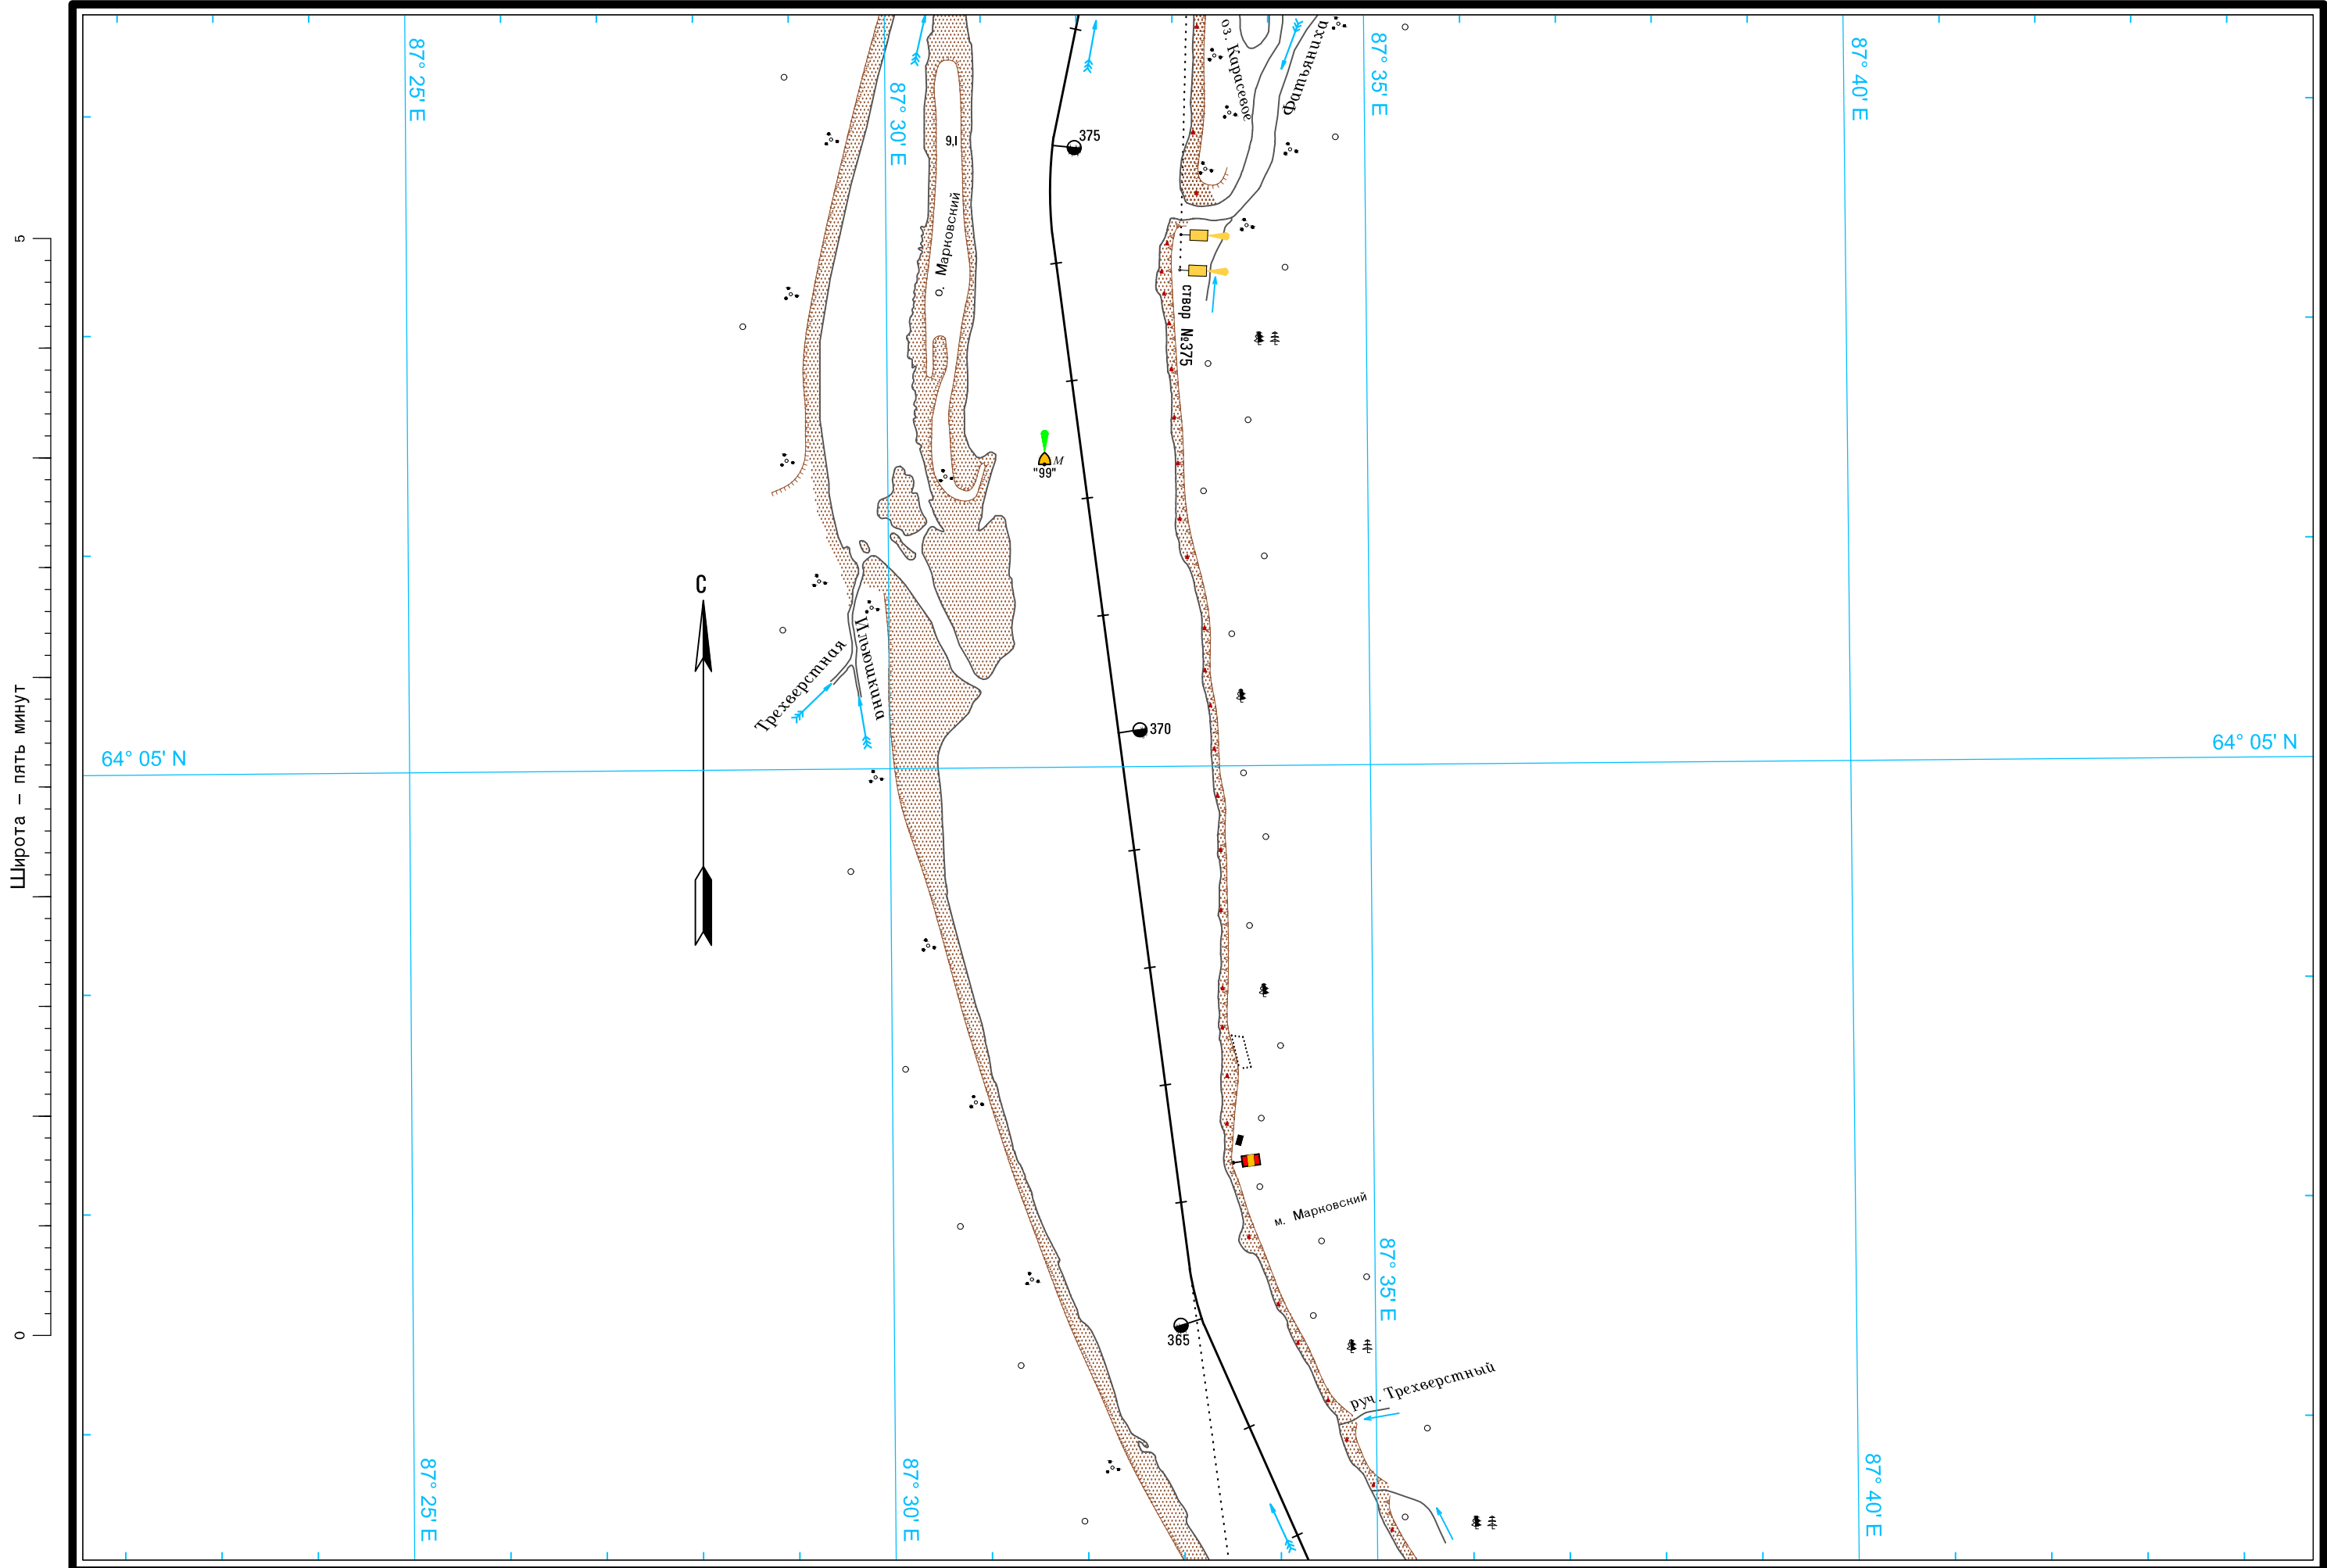 87° 25' E
87° 30' E
оз. Карасевое
Фатьяниха
87° 35' E
87° 40' E
375
9,1
о. Марковский
5
створ №375
М
"99"
С
Трехверстная
Ильюшкина
Широта – пять минут
370
64° 05' N
64° 05' N
м. Марковский
87° 35' E
0
365
руч. Трехверстный
87° 25' E
87° 30' E
87° 40' E